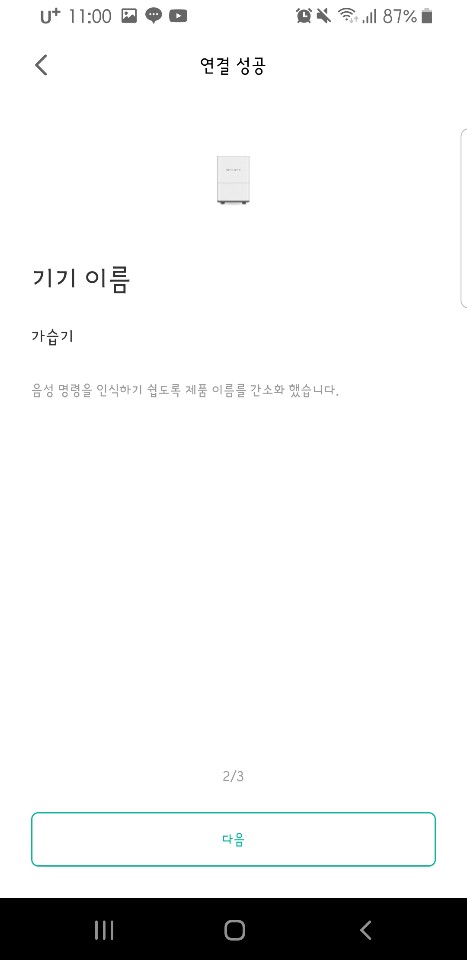 U+ 11:00 87%
연결 성공
기기 이름
가습기
음성 명령을 인식하기 쉽도록 제품 이름를 간소화 했습니다.
2/3
다음